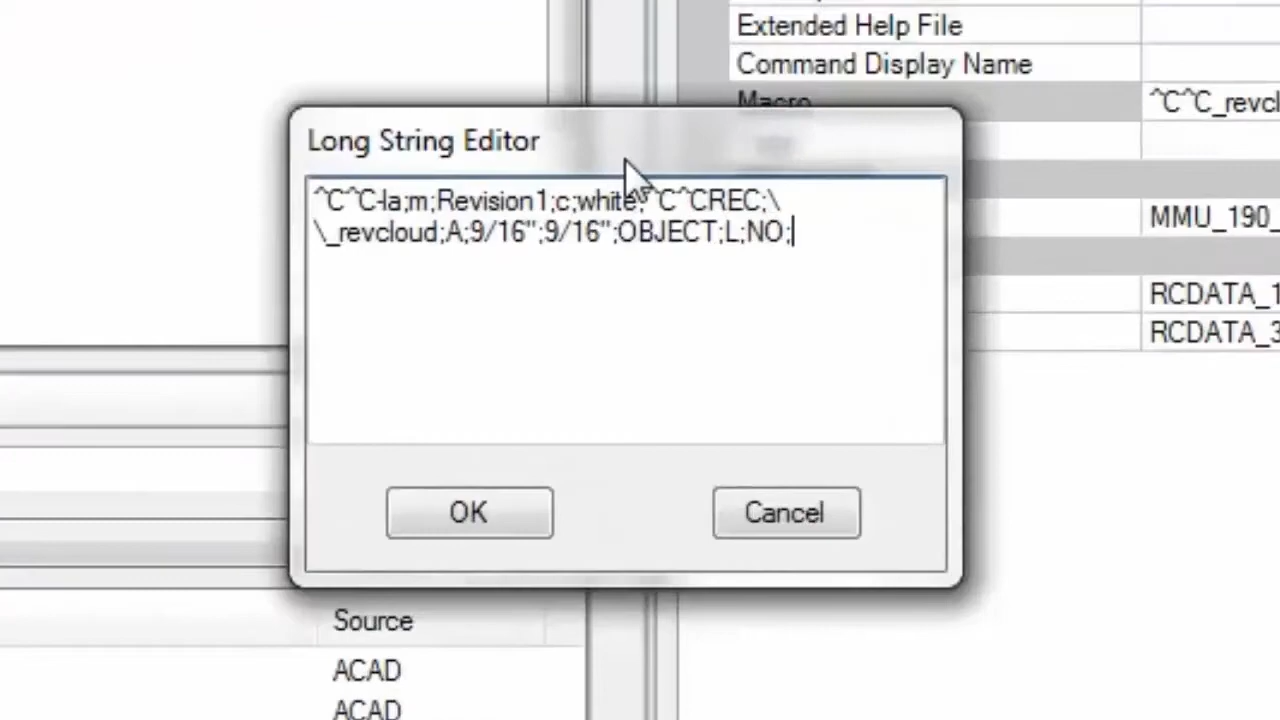 Extended Help File
Command Display Name
Macro
^C^C_revcl
Long String Editor
^C^C-la;m;Revision1;c;white;^C^CREC;\
\_revcloud;A;9/16";9/16";OBJECT;L;NO;
MMU_190_
RCDATA_1
RCDATA_3
OK
Cancel
Source
ACAD
ACAD